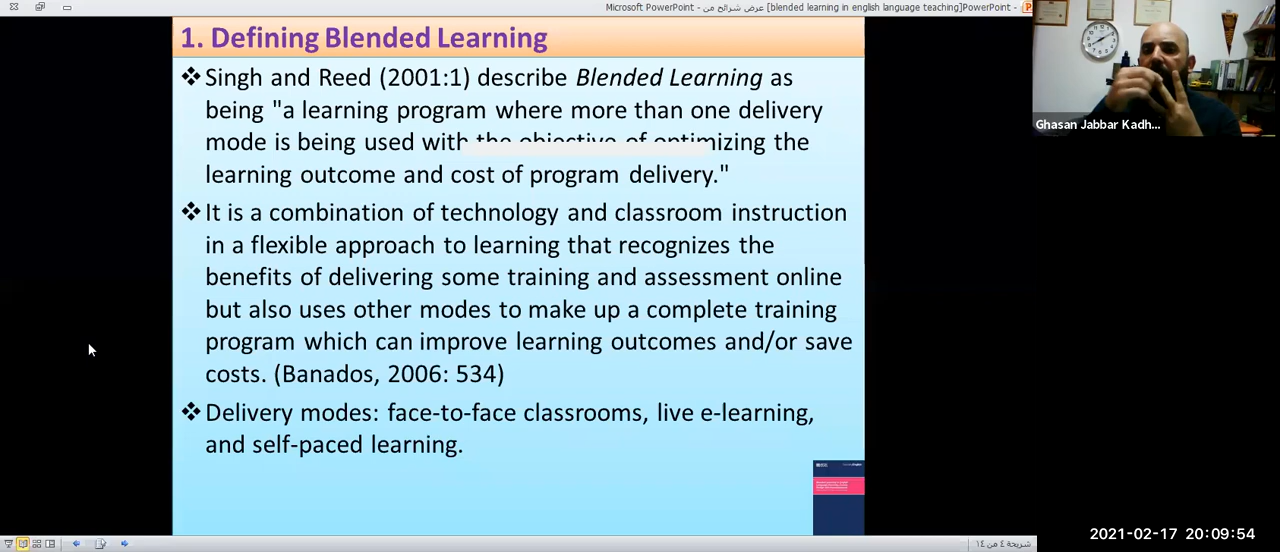 Microsoft PowerPoint - عرض شرائح من - [blended learning in english language teaching]PowerPoint -
1. Defining Blended Learning
❖Singh and Reed (2001:1) describe Blended Learning as
being "a learning program where more than one delivery
mode is being used with the objective of optimizing the
learning outcome and cost of program delivery."
❖It is a combination of technology and classroom instruction
in a flexible approach to learning that recognizes the
benefits of delivering some training and assessment online
but also uses other modes to make up a complete training
program which can improve learning outcomes and/or save
costs. (Banados, 2006: 534)
❖Delivery modes: face-to-face classrooms, live e-learning,
and self-paced learning.
Ghasan Jabbar Kadh...
2021-02-17 20:09:54
شريحة ٤ من ١٤